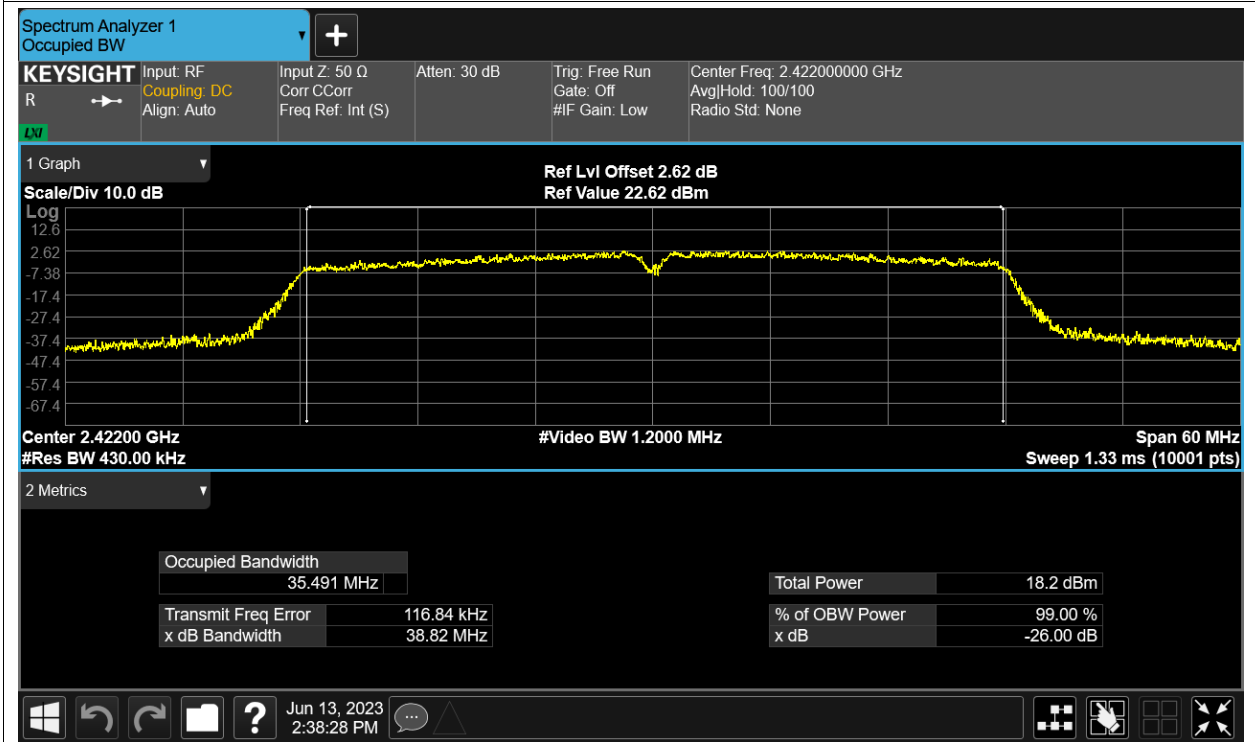 Spectrum Analyzer 1
Occupied BW
KEYSIGHT
R
LXI
Input: RF
Coupling: DC
Align: Auto
Input Z: 50 Ω
Corr CCorr
Freq Ref: Int (S)
Atten: 30 dB
Trig: Free Run
Gate: Off
#IF Gain: Low
Center Freq: 2.422000000 GHz
Avg|Hold: 100/100
Radio Std: None
1 Graph
Scale/Div 10.0 dB
Ref Lvl Offset 2.62 dB
Ref Value 22.62 dBm
Log
12.6
2.62
-7.38
-17.4
-27.4
-37.4
-47.4
-57.4
-67.4
Center 2.42200 GHz
#Video BW 1.2000 MHz
Span 60 MHz
#Res BW 430.00 kHz
Sweep 1.33 ms (10001 pts)
2 Metrics
Occupied Bandwidth
35.491 MHz
Transmit Freq Error 116.84 kHz
x dB Bandwidth 38.82 MHz
Total Power 18.2 dBm
% of OBW Power 99.00 %
x dB -26.00 dB
?
Jun 13, 2023
2:38:28 PM